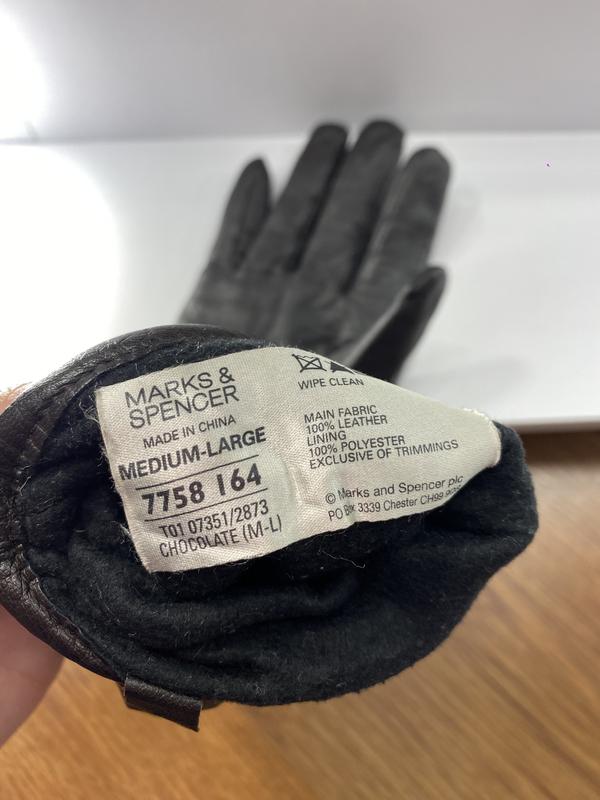 MARKS &
SPENCER
MADE IN CHINA
MEDIUM-LARGE
7758 164
T01 07351/2873
CHOCOLATE (M-L)
WIPE CLEAN
MAIN FABRIC
100% LEATHER
LINING
100% POLYESTER
EXCLUSIVE OF TRIMMINGS
© Marks and Spencer plc
PO Box 3339 Chester CH99